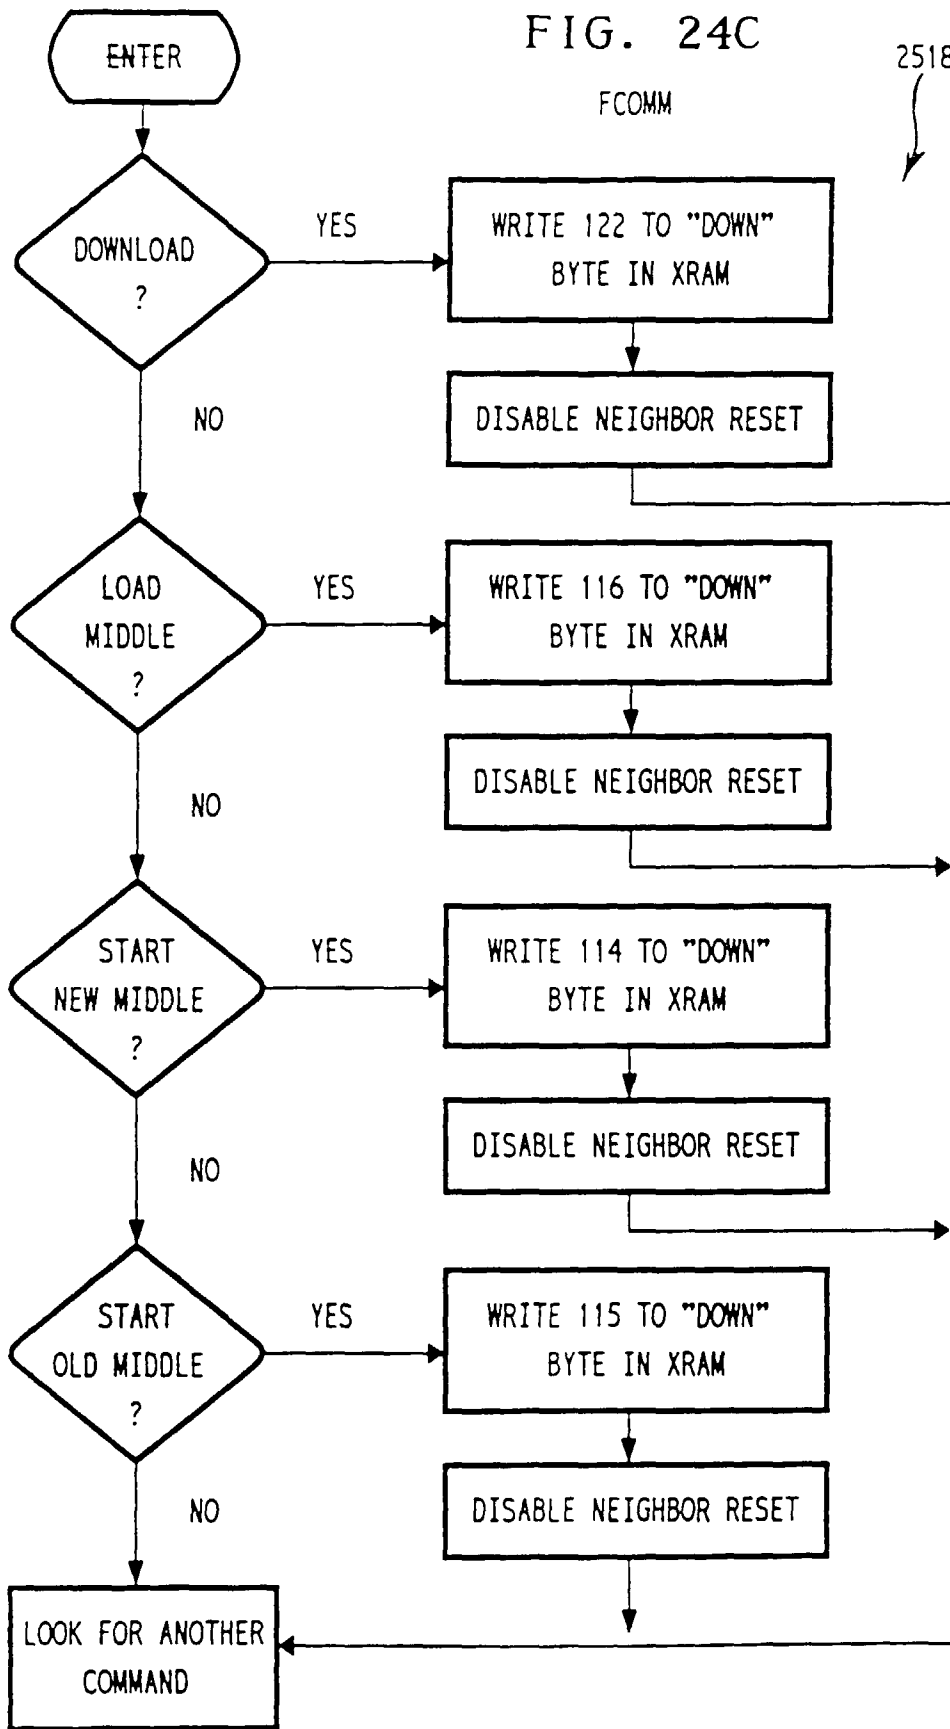 FIG. 24C
ENTER
FCOMM
2518
DOWNLOAD
?
YES
WRITE 122 TO "DOWN"
BYTE IN XRAM
DISABLE NEIGHBOR RESET
NO
LOAD
MIDDLE
?
YES
WRITE 116 TO "DOWN"
BYTE IN XRAM
DISABLE NEIGHBOR RESET
NO
START
NEW MIDDLE
?
YES
WRITE 114 TO "DOWN"
BYTE IN XRAM
DISABLE NEIGHBOR RESET
NO
START
OLD MIDDLE
?
YES
WRITE 115 TO "DOWN"
BYTE IN XRAM
DISABLE NEIGHBOR RESET
NO
LOOK FOR ANOTHER
COMMAND